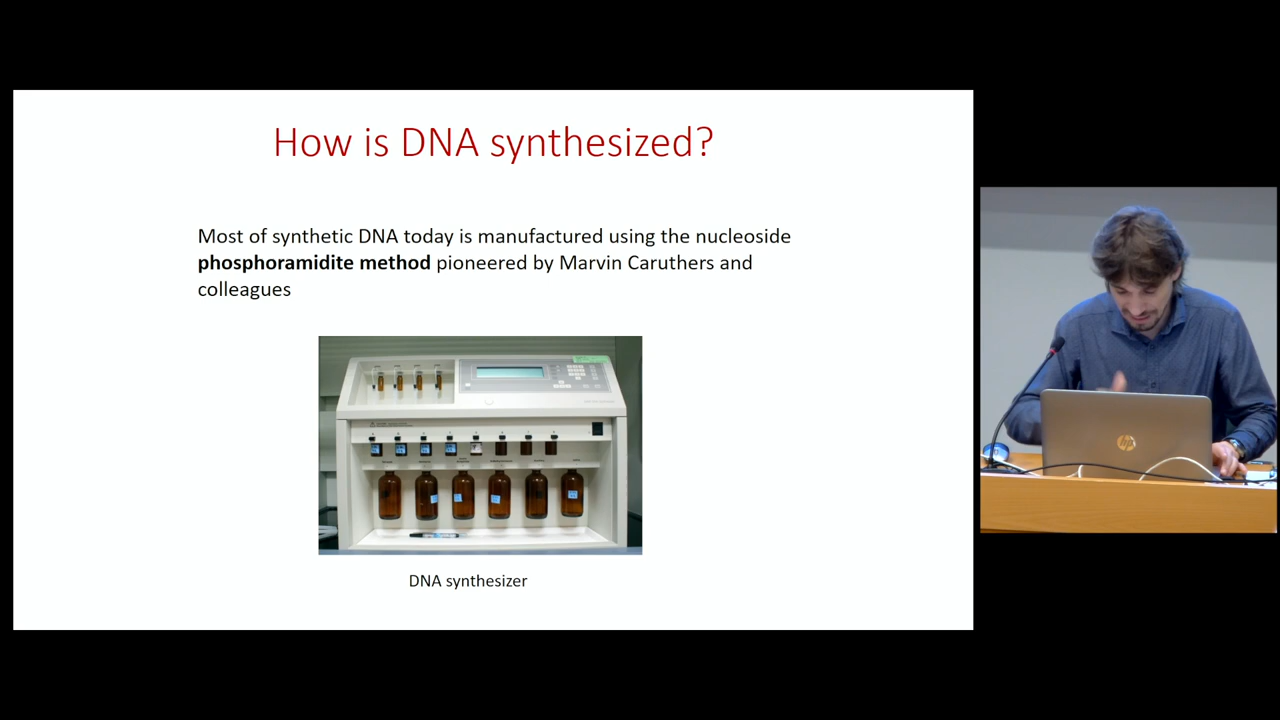 How is DNA synthesized?
Most of synthetic DNA today is manufactured using the nucleoside
phosphoramidite method pioneered by Marvin Caruthers and
colleagues
DNA synthesizer
hp